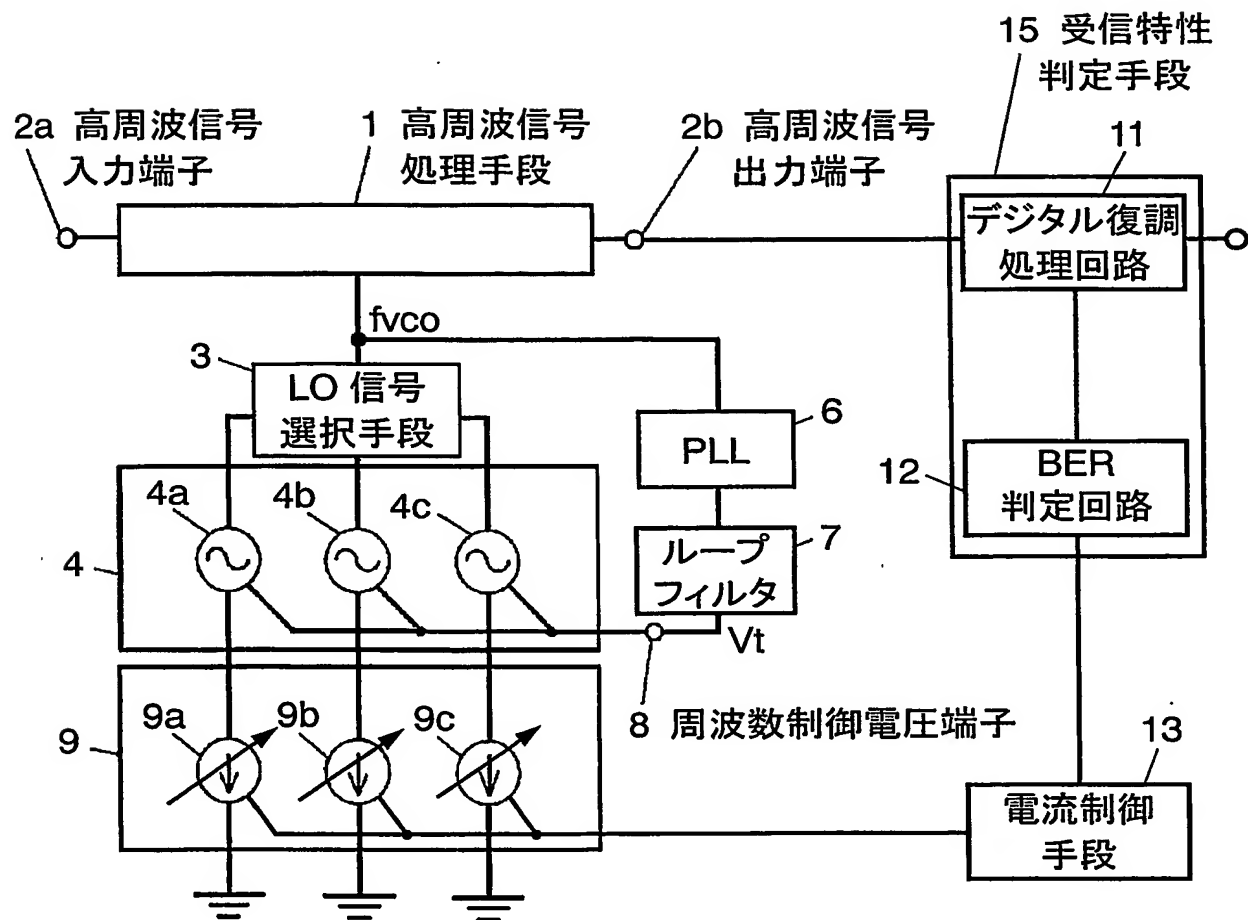 15 受信特性
判定手段
2a 高周波信号
入力端子
1 高周波信号
処理手段
2b 高周波信号
出力端子
11
デジタル復調
処理回路
fvco
3
LO 信号
選択手段
6
PLL
12
BER
判定回路
4a
4b
4c
4
7
ループ
フィルタ
Vt
8 周波数制御電圧端子
9a
9b
9c
9
13
電流制御
手段